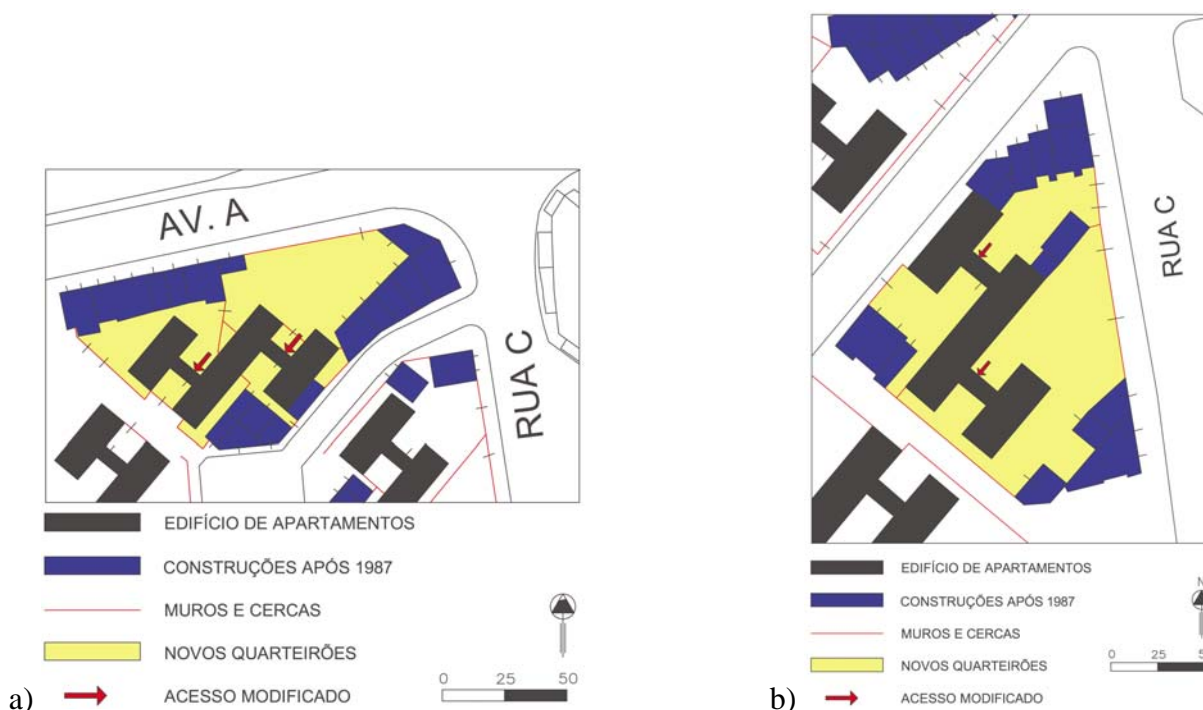 AV. A
RUA C
EDIFÍCIO DE APARTAMENTOS
CONSTRUÇÕES APÓS 1987
MUROS E CERCAS
NOVOS QUARTEIRÕES
ACESSO MODIFICADO
0 25 50
a)
RUA C
EDIFÍCIO DE APARTAMENTOS
CONSTRUÇÕES APÓS 1987
MUROS E CERCAS
NOVOS QUARTEIRÕES
ACESSO MODIFICADO
N
0 25
b)